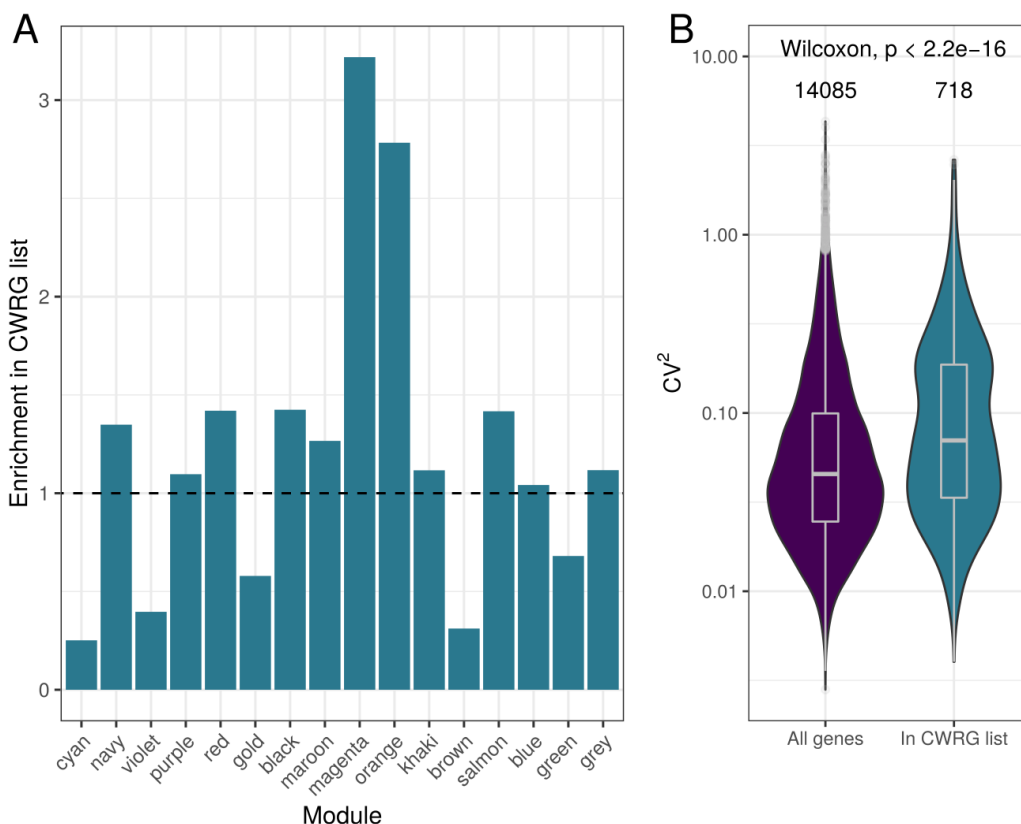 A
Enrichment in CWRG list
3
2
1
0
cyan
navy
violet
purple
red
gold
black
maroon
magenta
orange
khaki
brown
salmon
blue
green
grey
Module
B
Wilcoxon, p < 2.2e−16
14085 718
CV²
10.00
1.00
0.10
0.01
All genes In CWRG list